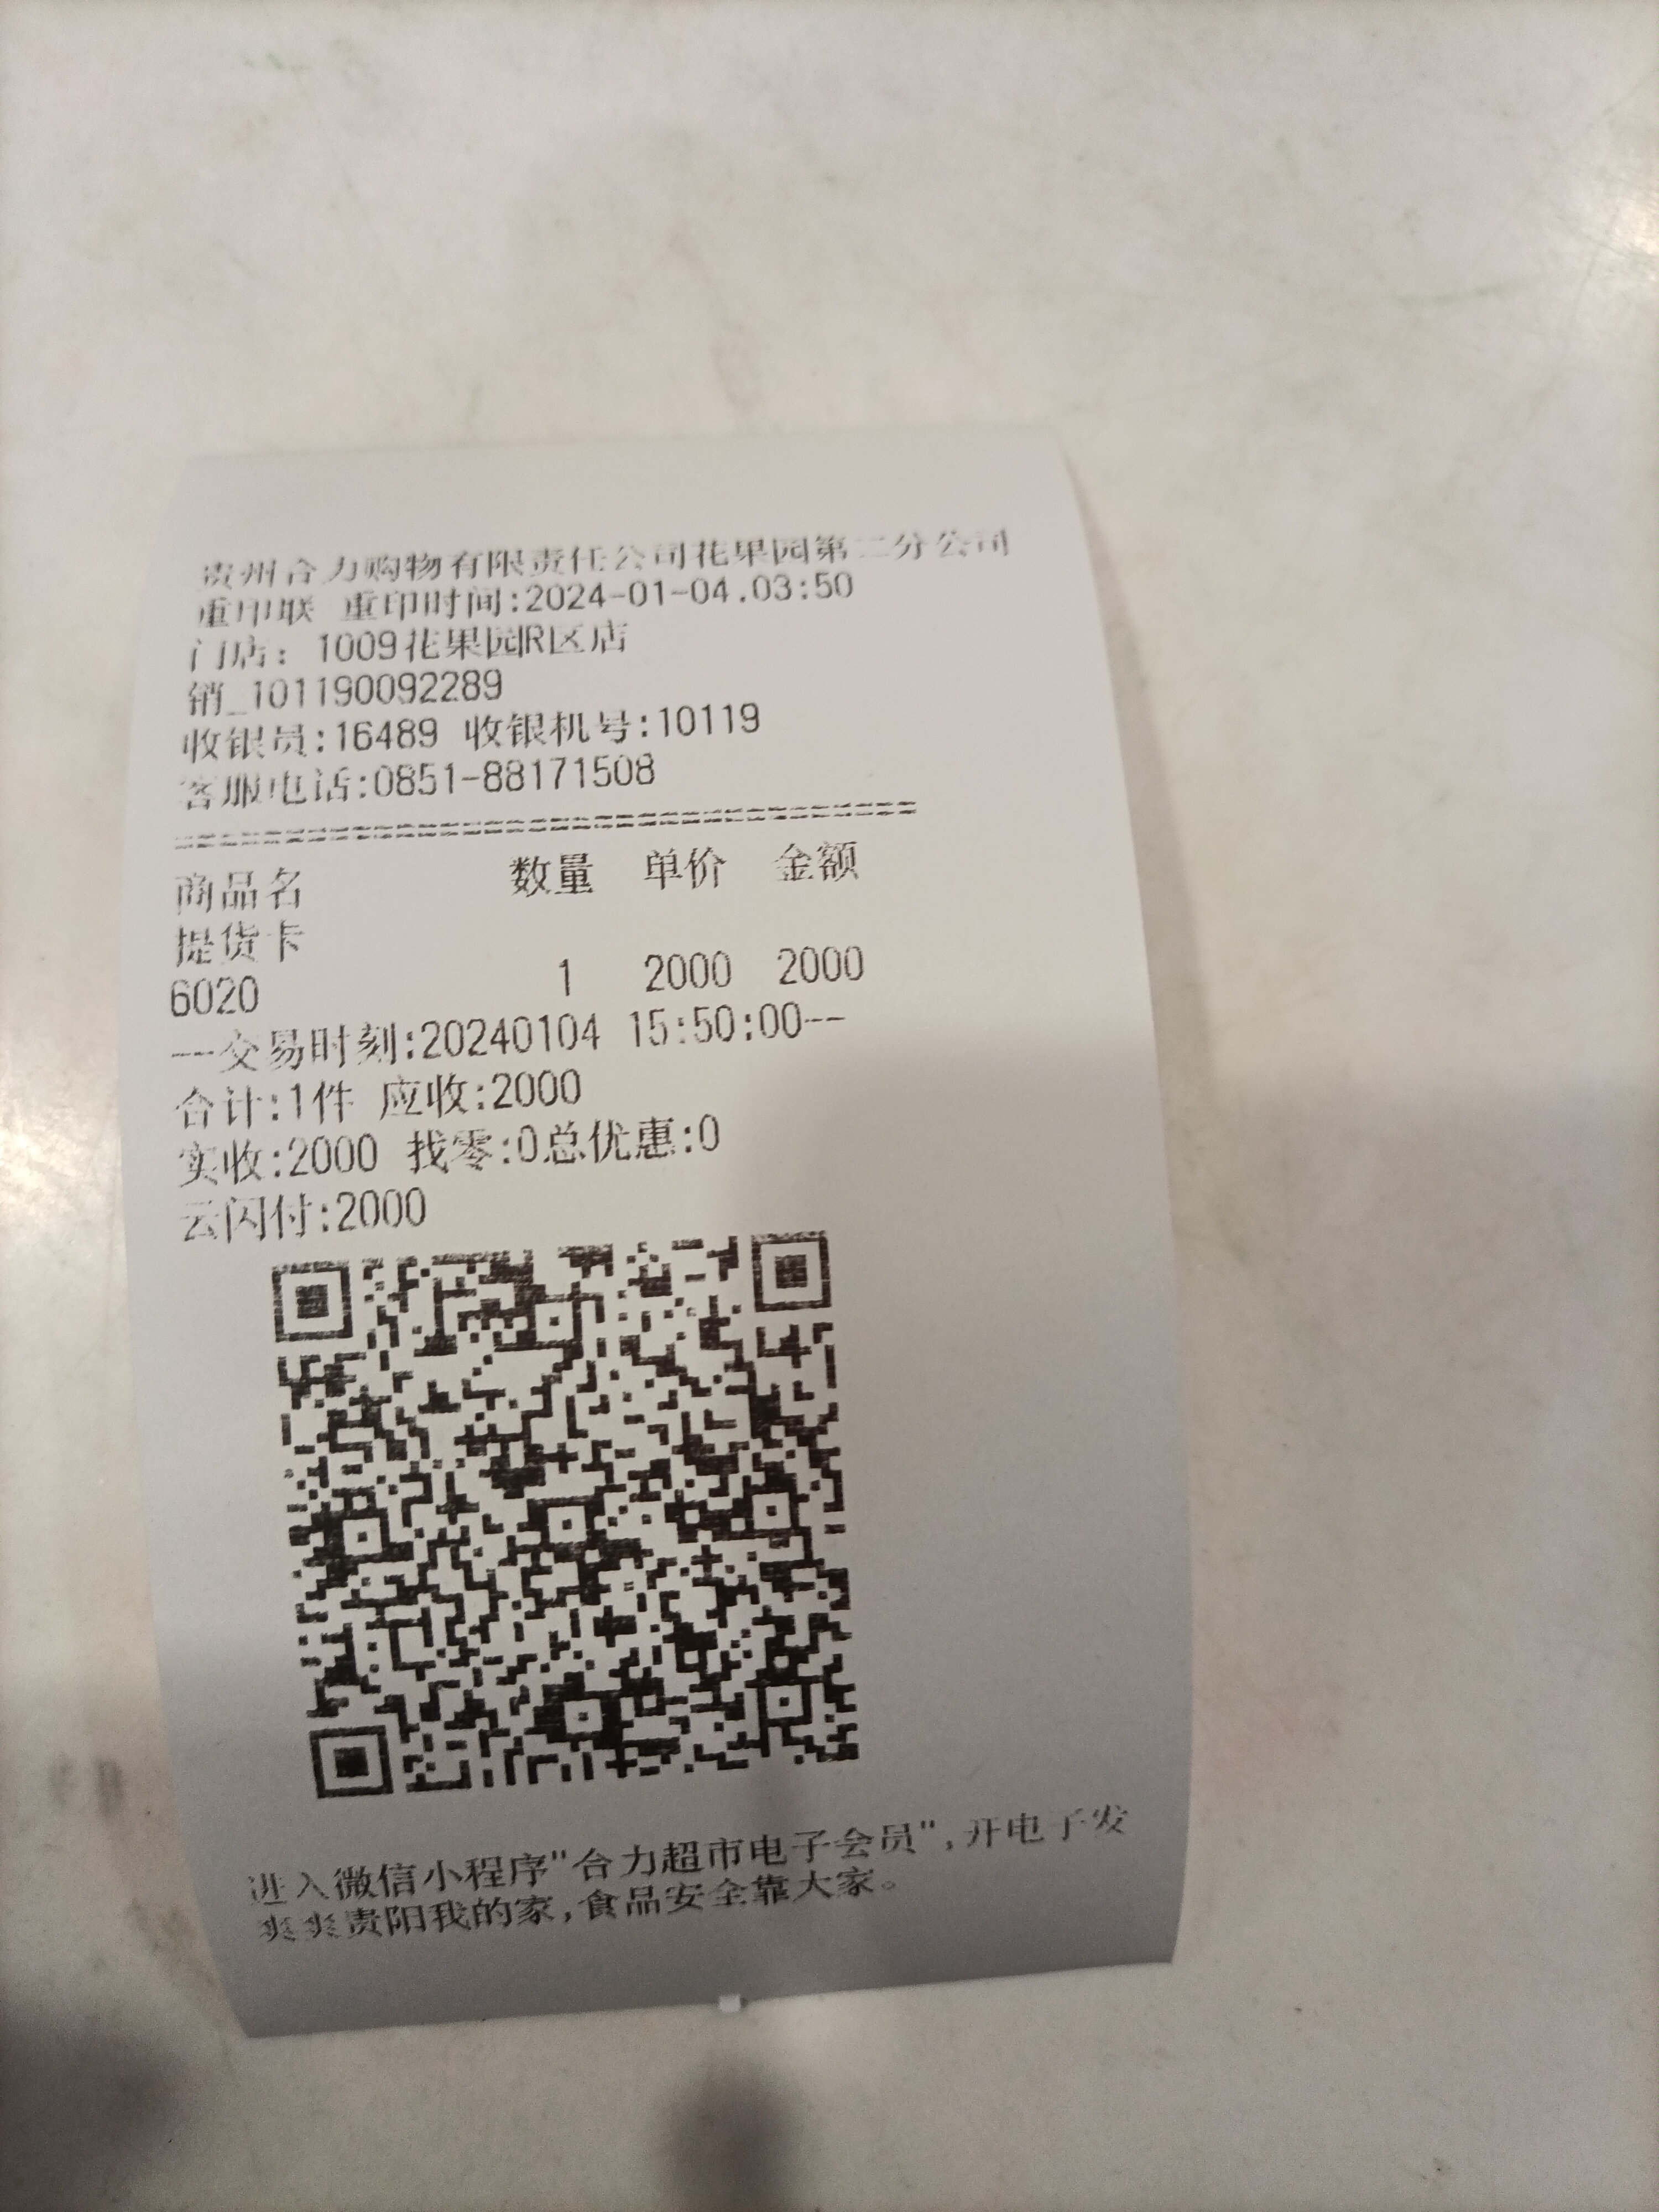 贵州合力购物有限责任公司花果园第二分公司
重印联 重印时间:2024-01-04.03:50
门店：1009花果园R区店
销_101190092289
收银员:16489 收银机号:10119
客服电话:0851-88171508
================================
商品名 数量 单价 金额
提货卡
6020 1 2000 2000
---交易时刻:20240104 15:50:00---
合计:1件 应收:2000
实收:2000 找零:0总优惠:0
云闪付:2000
进入微信小程序"合力超市电子会员",开电子发
爽爽贵阳我的家,食品安全靠大家。